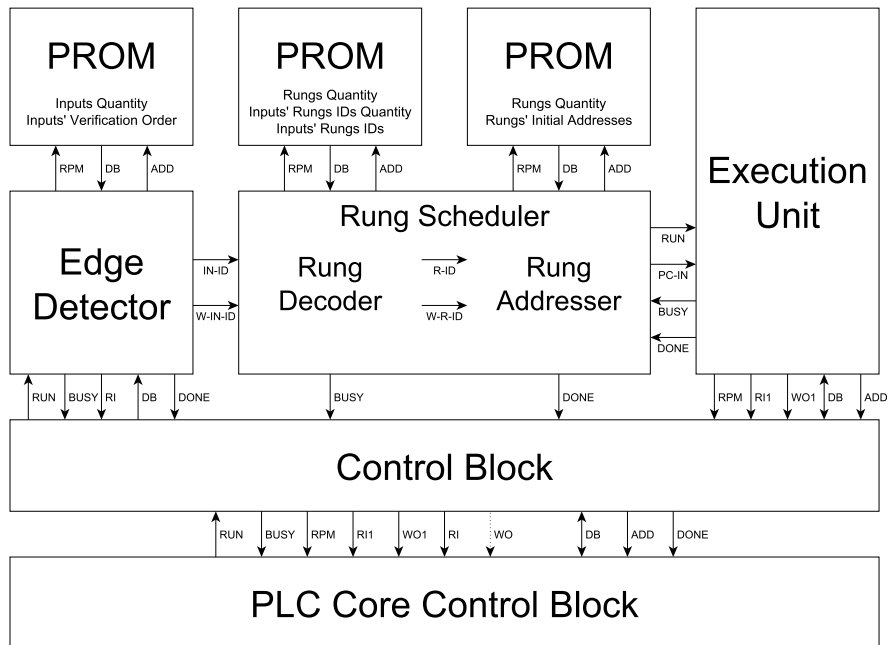 PROM
Inputs Quantity
Inputs' Verification Order
PROM
Rungs Quantity
Inputs' Rungs IDs Quantity
Inputs' Rungs IDs
PROM
Rungs Quantity
Rungs' Initial Addresses
Execution
Unit
RPM
DB
ADD
RPM
DB
ADD
RPM
DB
ADD
Edge
Detector
IN-ID
W-IN-ID
Rung Scheduler
Rung
Decoder
R-ID
W-R-ID
Rung
Addresser
RUN
PC-IN
BUSY
DONE
RUN
BUSY
RI
DB
DONE
BUSY
DONE
RPM
RI1
WO1
DB
ADD
Control Block
RUN
BUSY
RPM
RI1
WO1
RI
WO
DB
ADD
DONE
PLC Core Control Block